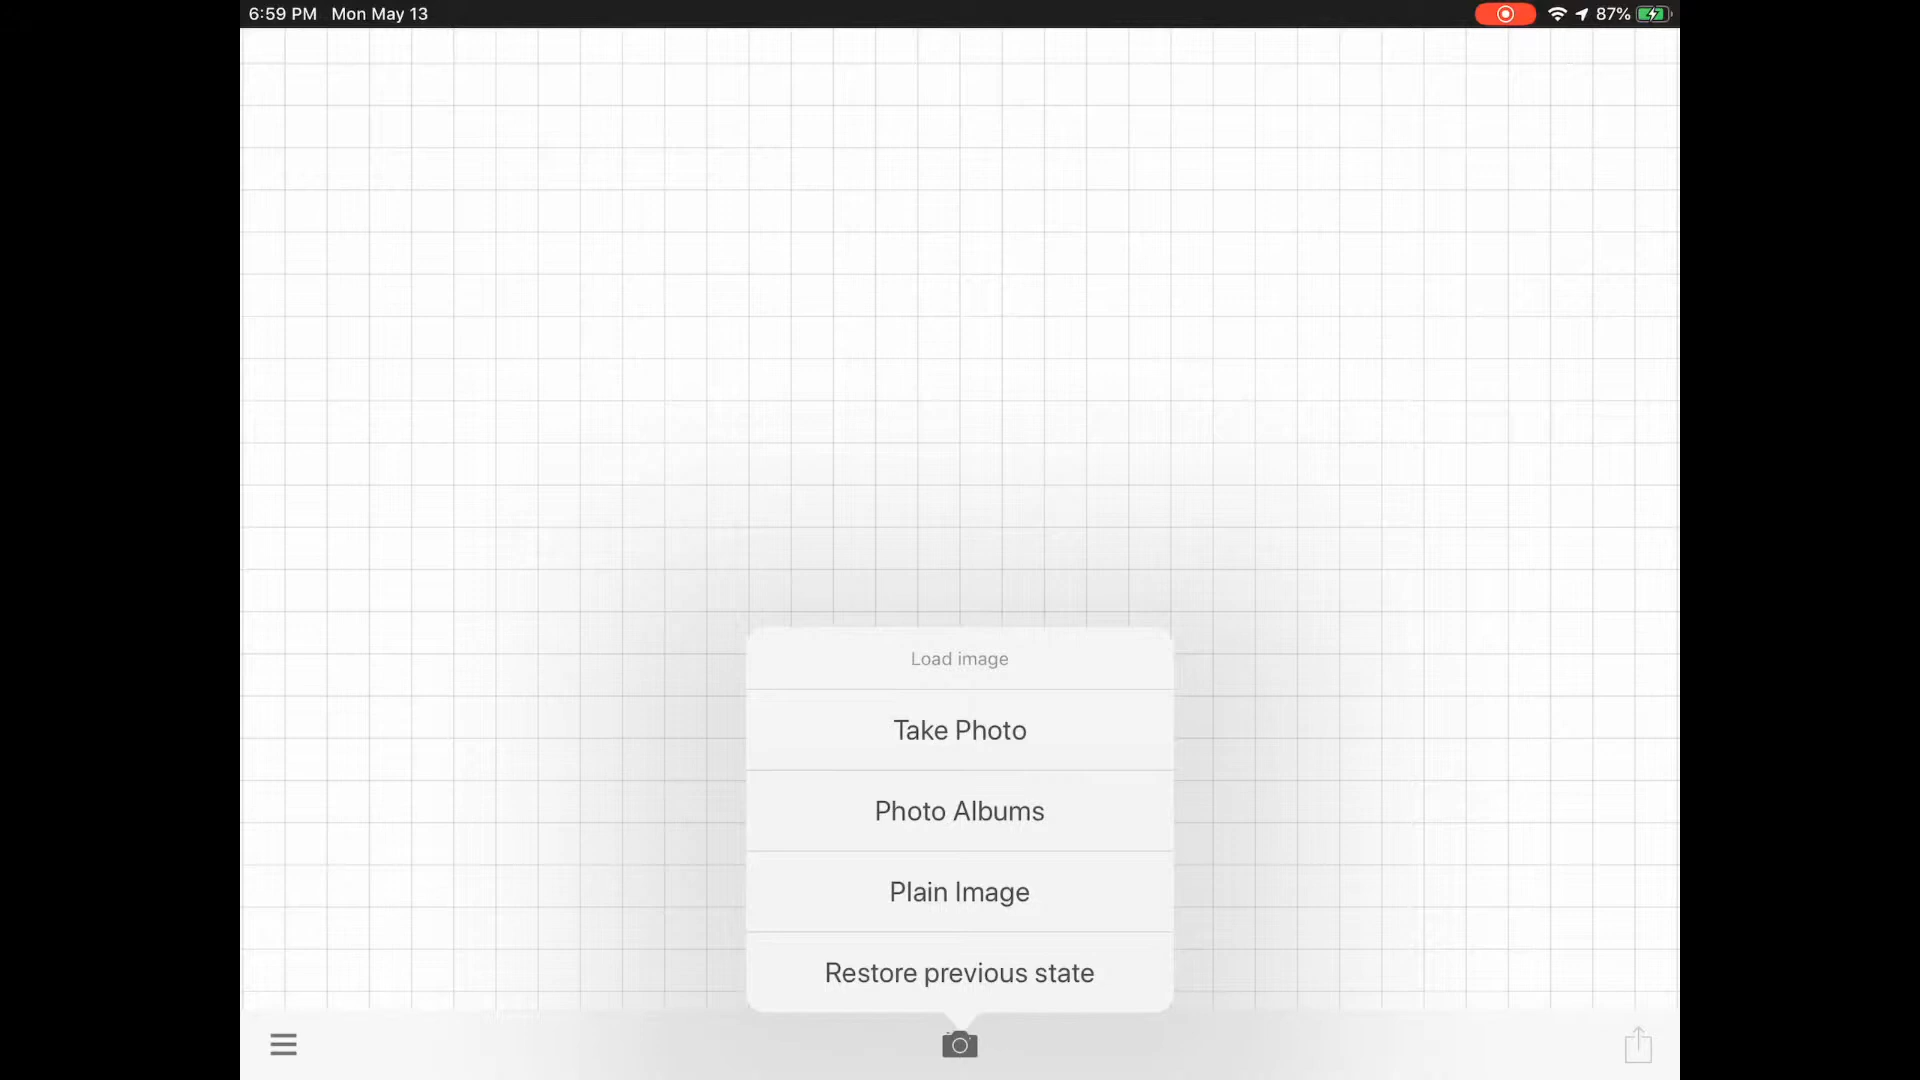 6:59 PM Mon May 13 87%
Load image
Take Photo
Photo Albums
Plain Image
Restore previous state